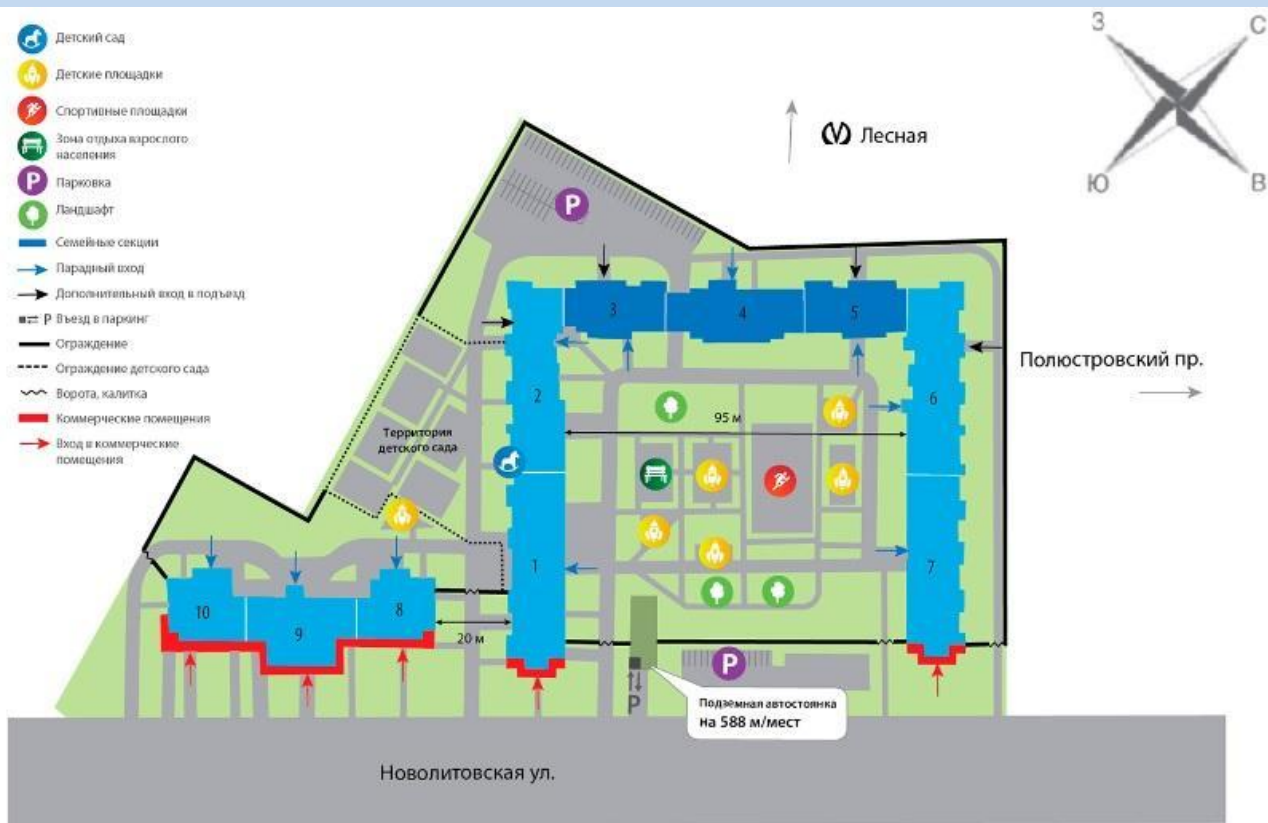 Детский сад
Детские площадки
Спортивные площадки
Зона отдыха взрослого
населения
P
Парковка
Ландшафт
Семейные секции
Парадный вход
Дополнительный вход в подъезд
P Въезд в паркинг
Ограждение
Ограждение детского сада
Ворота, калитка
Коммерческие помещения
Вход в коммерческие
помещения
З
С
Ю
В
Лесная
Полюстровский пр.
P
3
4
5
2
6
95 м
Территория
детского сада
1
7
10
9
8
20 м
P
P
Подземная автостоянка
на 588 м/мест
Новолитовская ул.